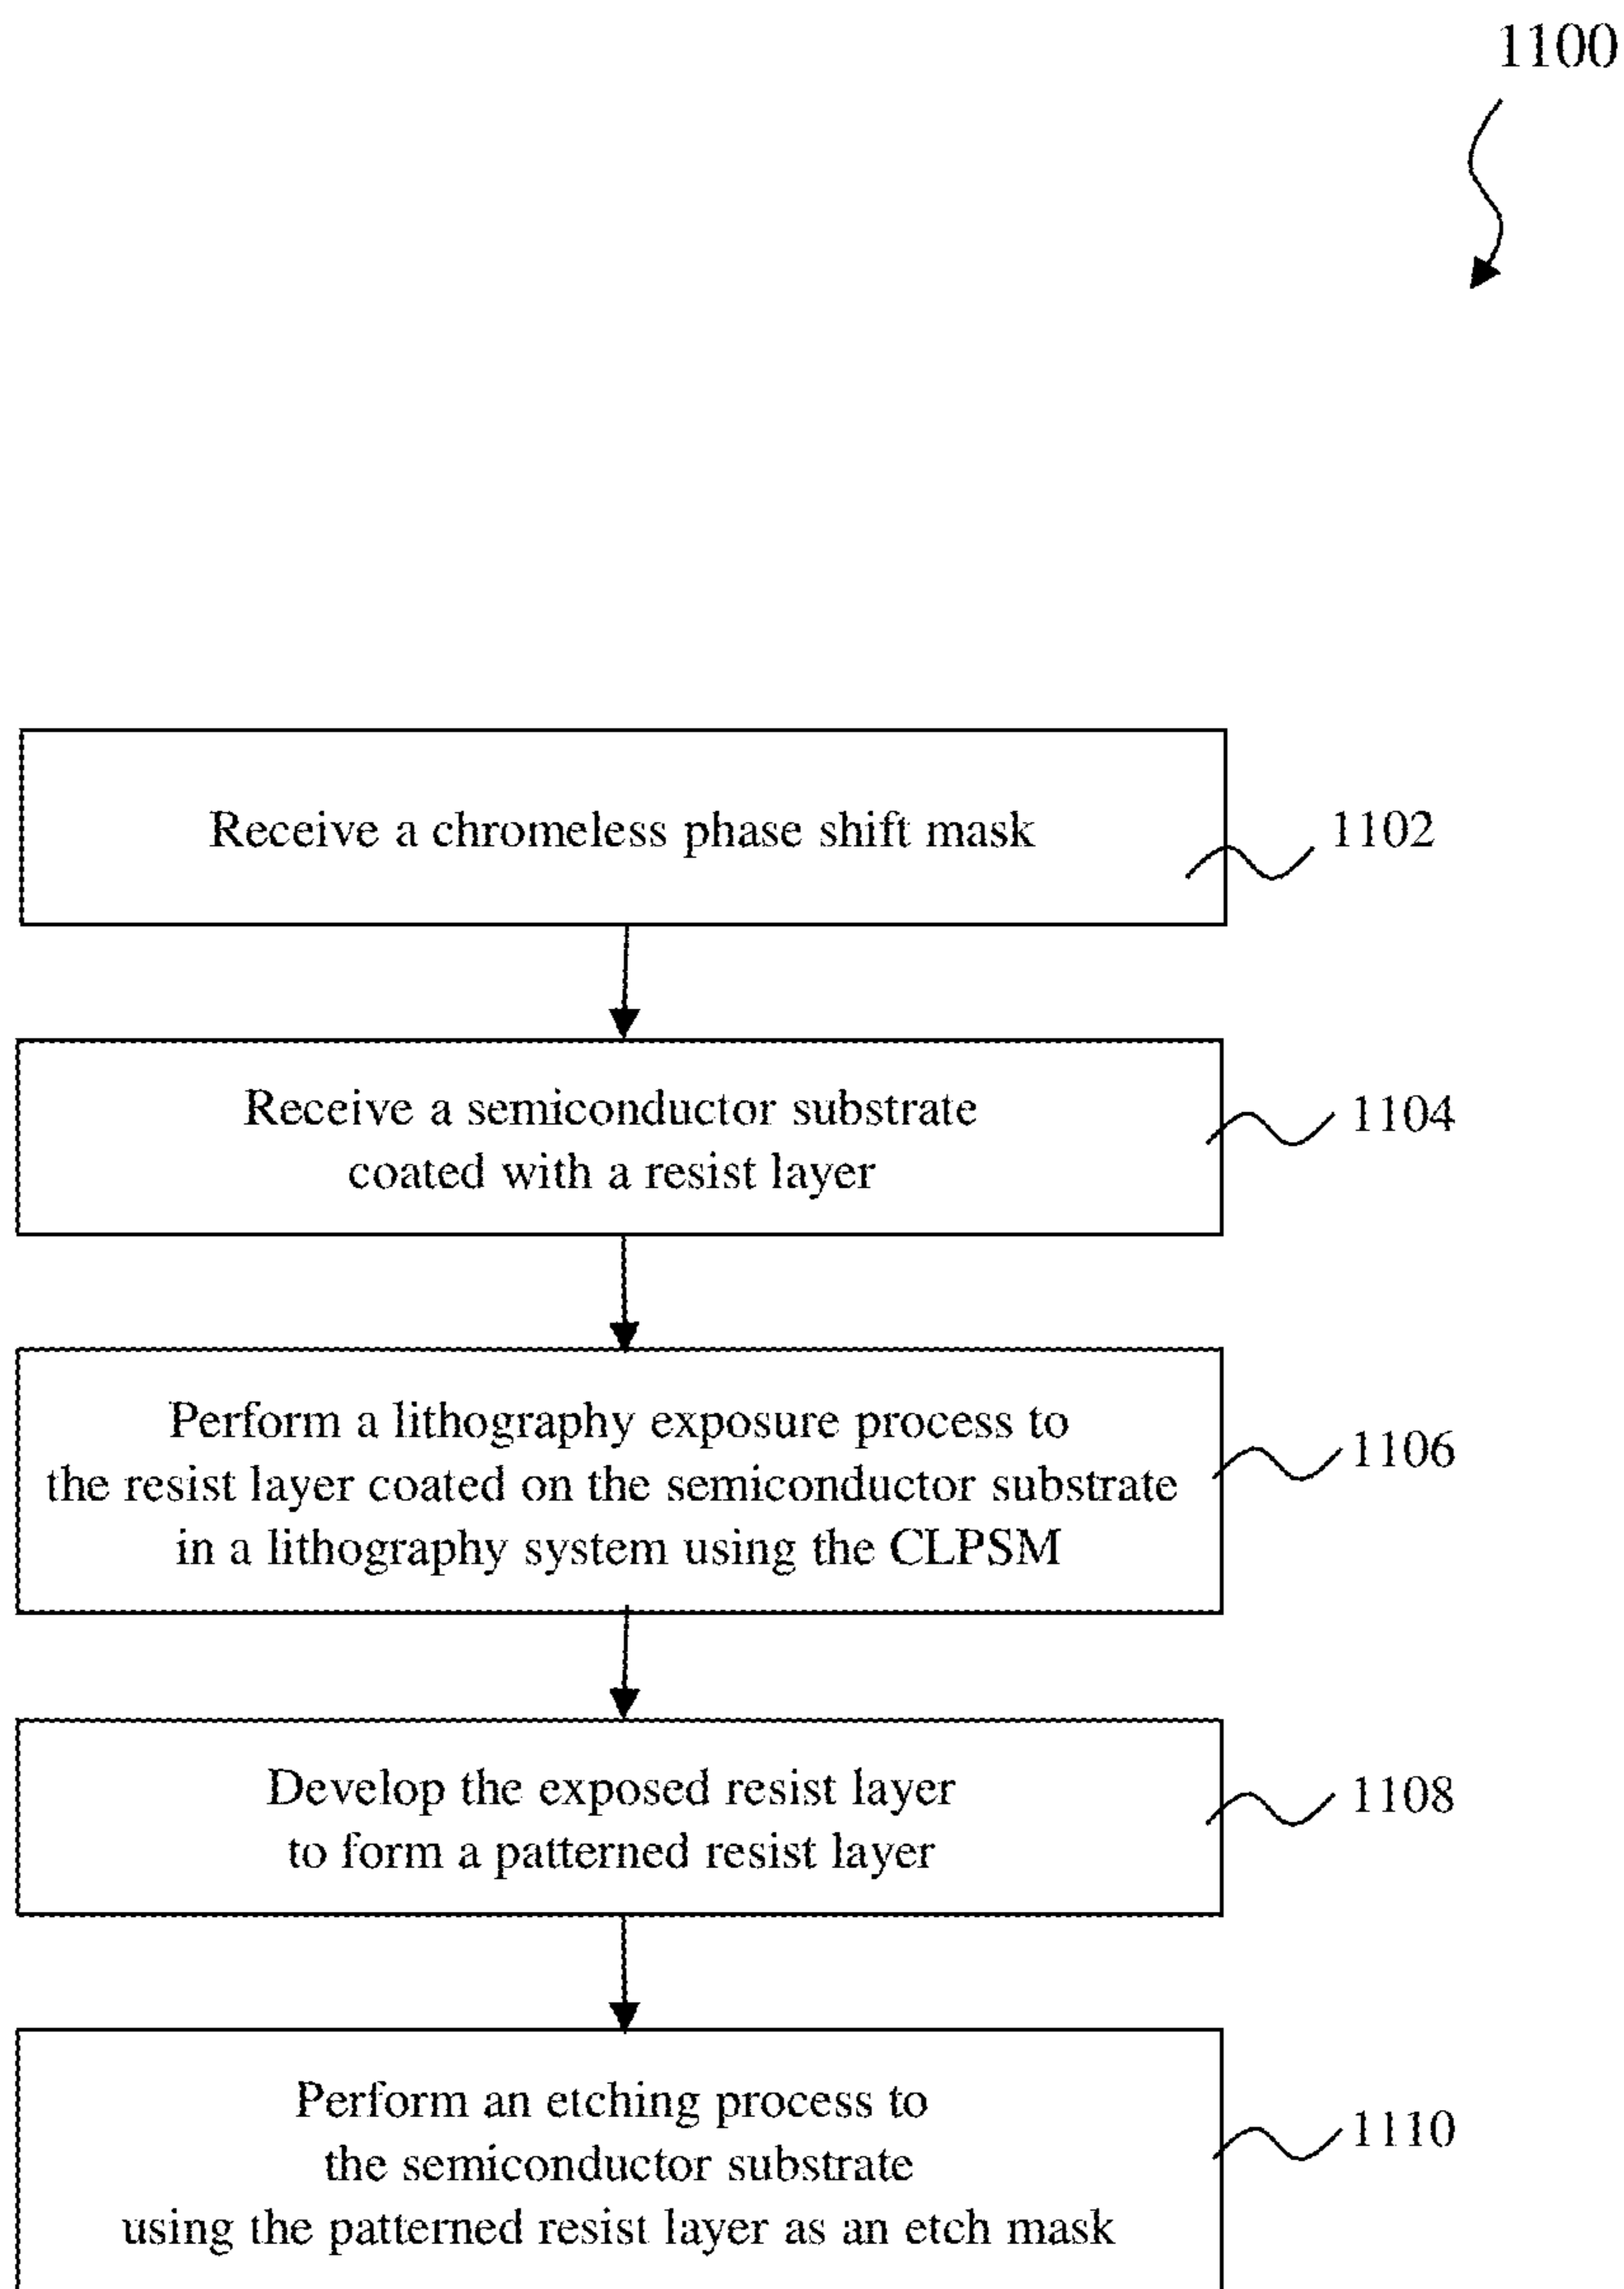 1100
Receive a chromeless phase shift mask
1102
Receive a semiconductor substrate
coated with a resist layer
1104
Perform a lithography exposure process to
the resist layer coated on the semiconductor substrate
in a lithography system using the CLPSM
1106
Develop the exposed resist layer
to form a patterned resist layer
1108
Perform an etching process to
the semiconductor substrate
using the patterned resist layer as an etch mask
1110